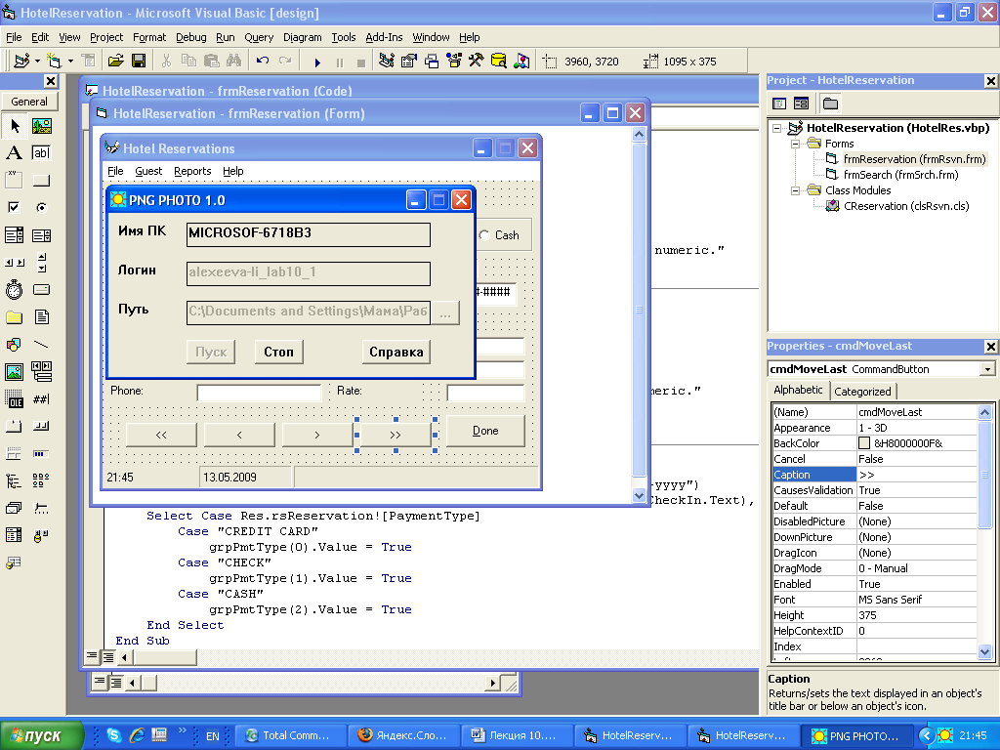 HotelReservation - Microsoft Visual Basic [design]
File Edit View Project Format Debug Run Query Diagram Tools Add-Ins Window Help
3960, 3720 1095 x 375
General
HotelReservation - frmReservation (Code)
HotelReservation - frmReservation (Form)
Hotel Reservations
File Guest Reports Help
PNG PHOTO 1.0
Имя ПК MICROSOF-6718B3
Логин alexeeva-li_lab10_1
Путь C:\Documents and Settings\Мама\Раб ...
Пуск Стоп Справка
Cash
#-####
Phone: Rate:
<< < > >> Done
21:45 13.05.2009
numeric."
neric."
-yyyy")
CheckIn.Text),
Select Case Res.rsReservation![PaymentType]
Case "CREDIT CARD"
grpPmtType(0).Value = True
Case "CHECK"
grpPmtType(1).Value = True
Case "CASH"
grpPmtType(2).Value = True
End Select
End Sub
Project - HotelReservation
HotelReservation (HotelRes.vbp)
Forms
frmReservation (frmRsvn.frm)
frmSearch (frmSrch.frm)
Class Modules
CReservation (clsRsvn.cls)
Properties - cmdMoveLast
cmdMoveLast CommandButton
Alphabetic Categorized
(Name) cmdMoveLast
Appearance 1 - 3D
BackColor &H8000000F&
Cancel False
Caption >>
CausesValidation True
Default False
DisabledPicture (None)
DownPicture (None)
DragIcon (None)
DragMode 0 - Manual
Enabled True
Font MS Sans Serif
Height 375
HelpContextID 0
Index
Caption
Returns/sets the text displayed in an object's
title bar or below an object's icon.
пуск EN Total Comm... Яндекс.Сло... Лекция 10.... HotelReserv... HotelReserv... PNG PHOTO... 21:45